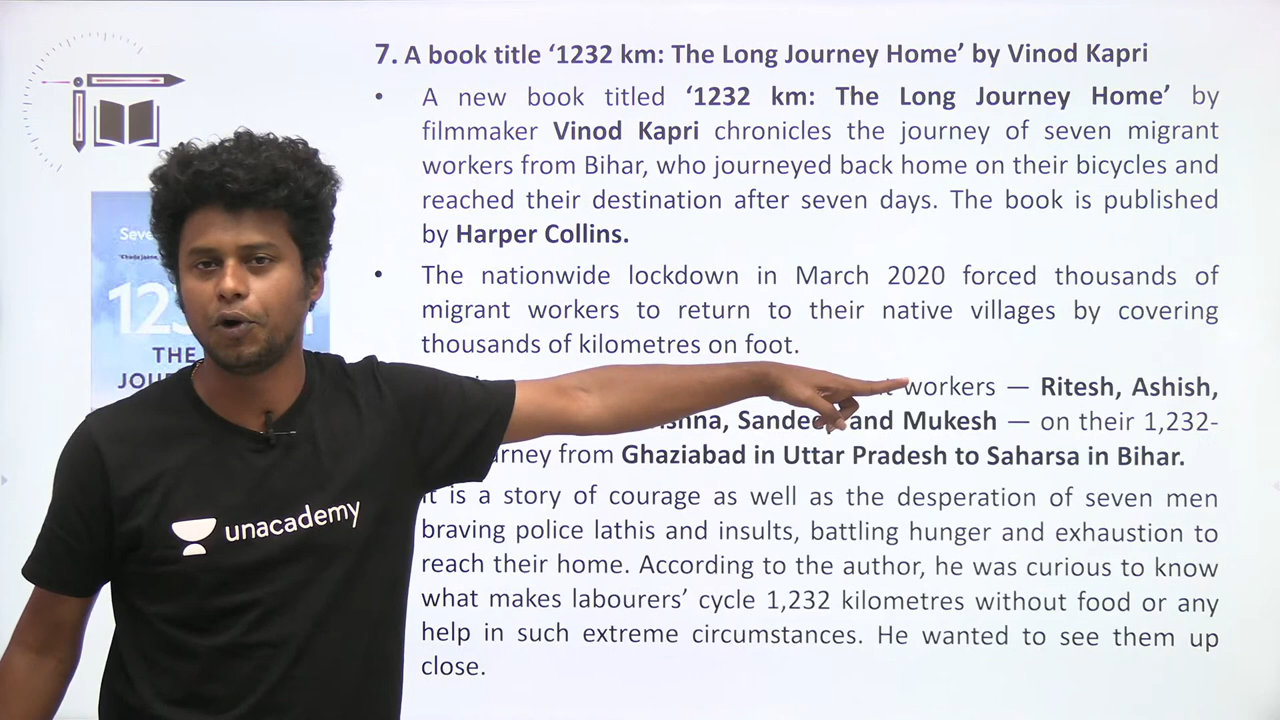 7. A book title ‘1232 km: The Long Journey Home’ by Vinod Kapri
• A new book titled ‘1232 km: The Long Journey Home’ by
filmmaker Vinod Kapri chronicles the journey of seven migrant
workers from Bihar, who journeyed back home on their bicycles and
reached their destination after seven days. The book is published
by Harper Collins.
• The nationwide lockdown in March 2020 forced thousands of
migrant workers to return to their native villages by covering
thousands of kilometres on foot.
workers — Ritesh, Ashish,
and Mukesh — on their 1,232-
from Ghaziabad in Uttar Pradesh to Saharsa in Bihar.
It is a story of courage as well as the desperation of seven men
braving police lathis and insults, battling hunger and exhaustion to
reach their home. According to the author, he was curious to know
what makes labourers’ cycle 1,232 kilometres without food or any
help in such extreme circumstances. He wanted to see them up
close.
THE
unacademy